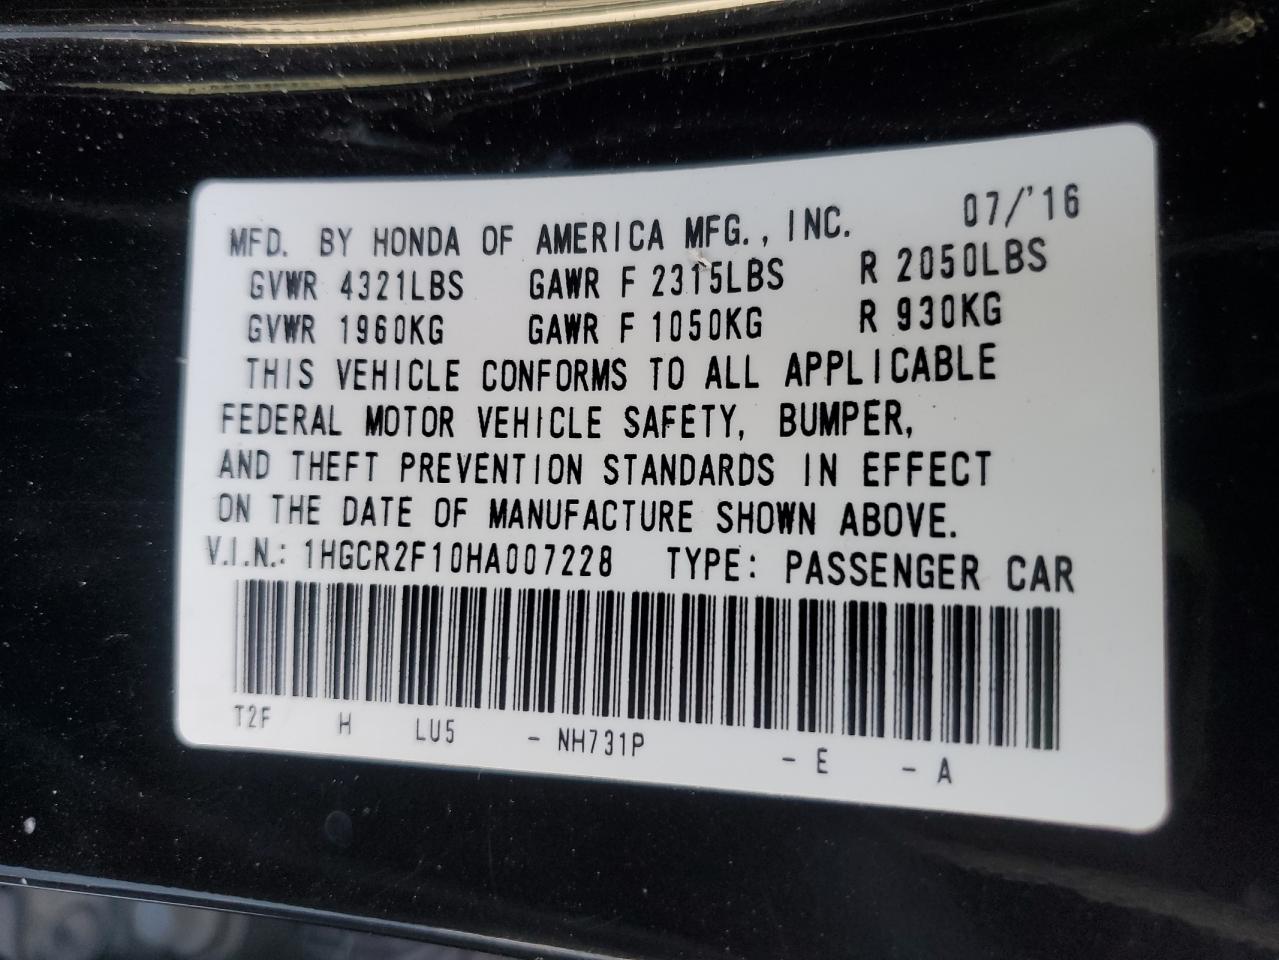 MFD. BY HONDA OF AMERICA MFG., INC. 07/'16
GVWR 4321LBS GAWR F 2315LBS R 2050LBS
GVWR 1960KG GAWR F 1050KG R 930KG
THIS VEHICLE CONFORMS TO ALL APPLICABLE
FEDERAL MOTOR VEHICLE SAFETY, BUMPER,
AND THEFT PREVENTION STANDARDS IN EFFECT
ON THE DATE OF MANUFACTURE SHOWN ABOVE.
V.I.N.: 1HGCR2F10HA007228 TYPE: PASSENGER CAR
T2F H LU5 - NH731P - E - A